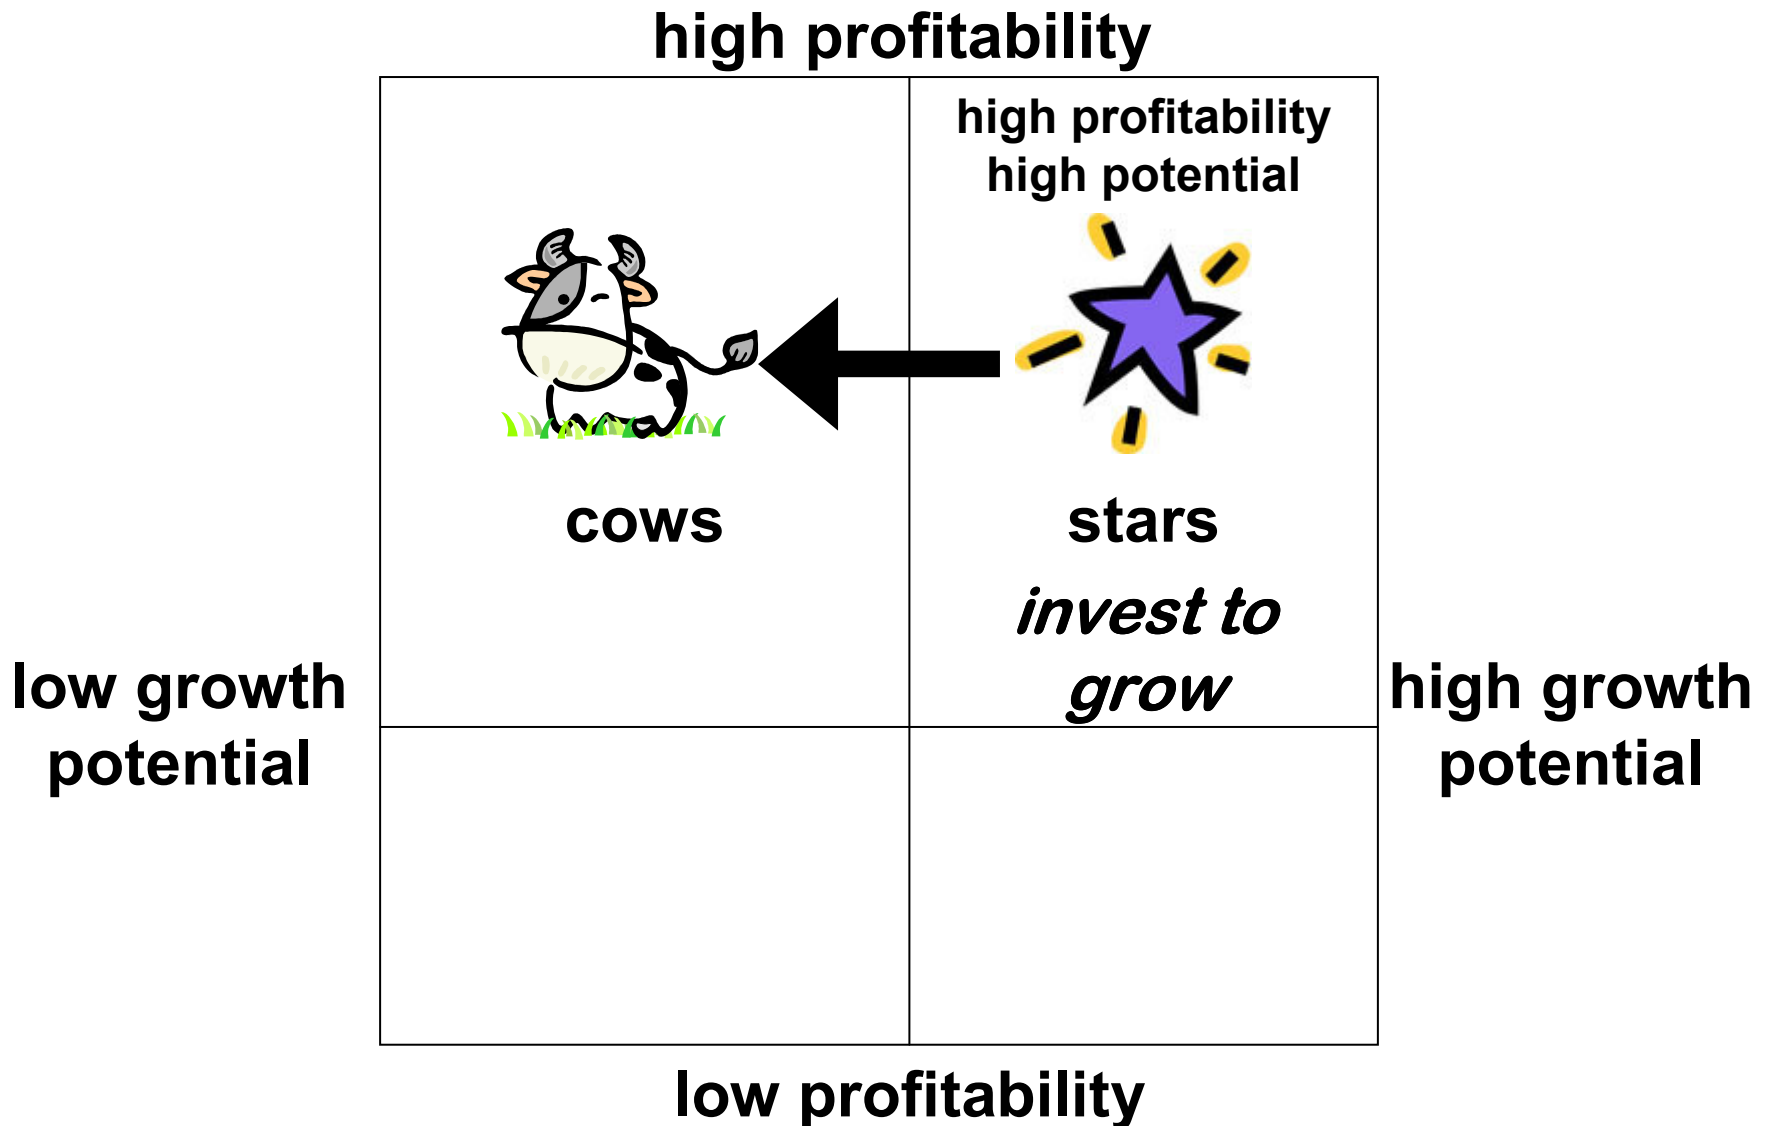 high profitability
high profitability
high potential
cows
stars
invest to
grow
low growth
potential
high growth
potential
low profitability